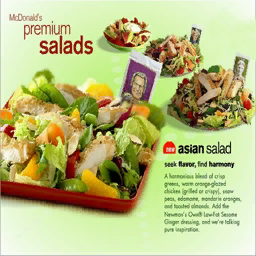 McDonald's
premium
salads
new asian salad
seek flavor, find harmony
A harmonious blend of crisp
greens, warm orange-glazed
chicken (grilled or crispy), snow
peas, edamame, mandarin oranges,
and toasted almonds. Add the
Newman's Own® Low-Fat Sesame
Ginger dressing, and we're talking
pure inspiration.